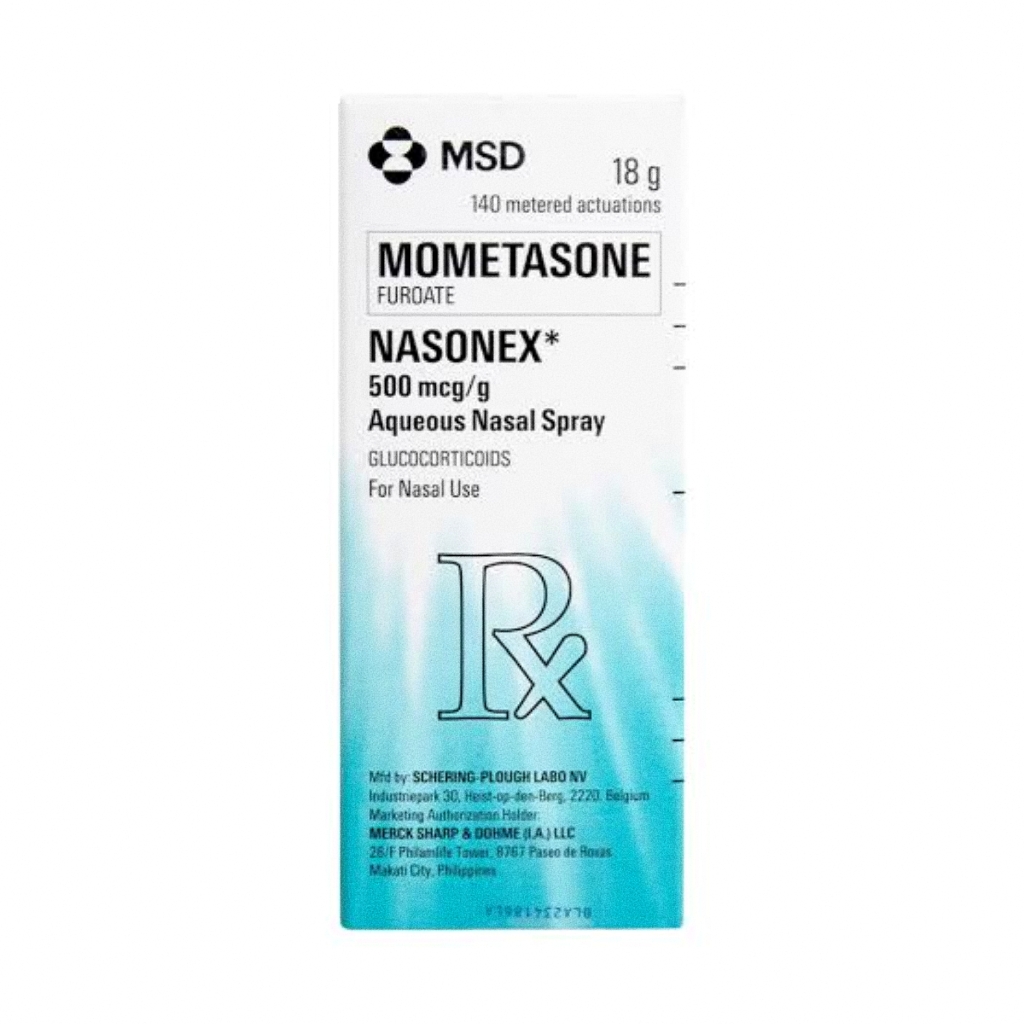 MSD
18 g
140 metered actuations
MOMETASONE
FUROATE
NASONEX*
500 mcg/g
Aqueous Nasal Spray
GLUCOCORTICOIDS
For Nasal Use
Rx
Mfd by: SCHERING-PLOUGH LABO NV
Industriepark 30, Heist-op-den-Berg, 2220, Belgium
Marketing Authorization Holder:
MERCK SHARP & DOHME (I.A.) LLC
26/F Philamlife Tower, 8767 Paseo de Roxas
Makati City, Philippines